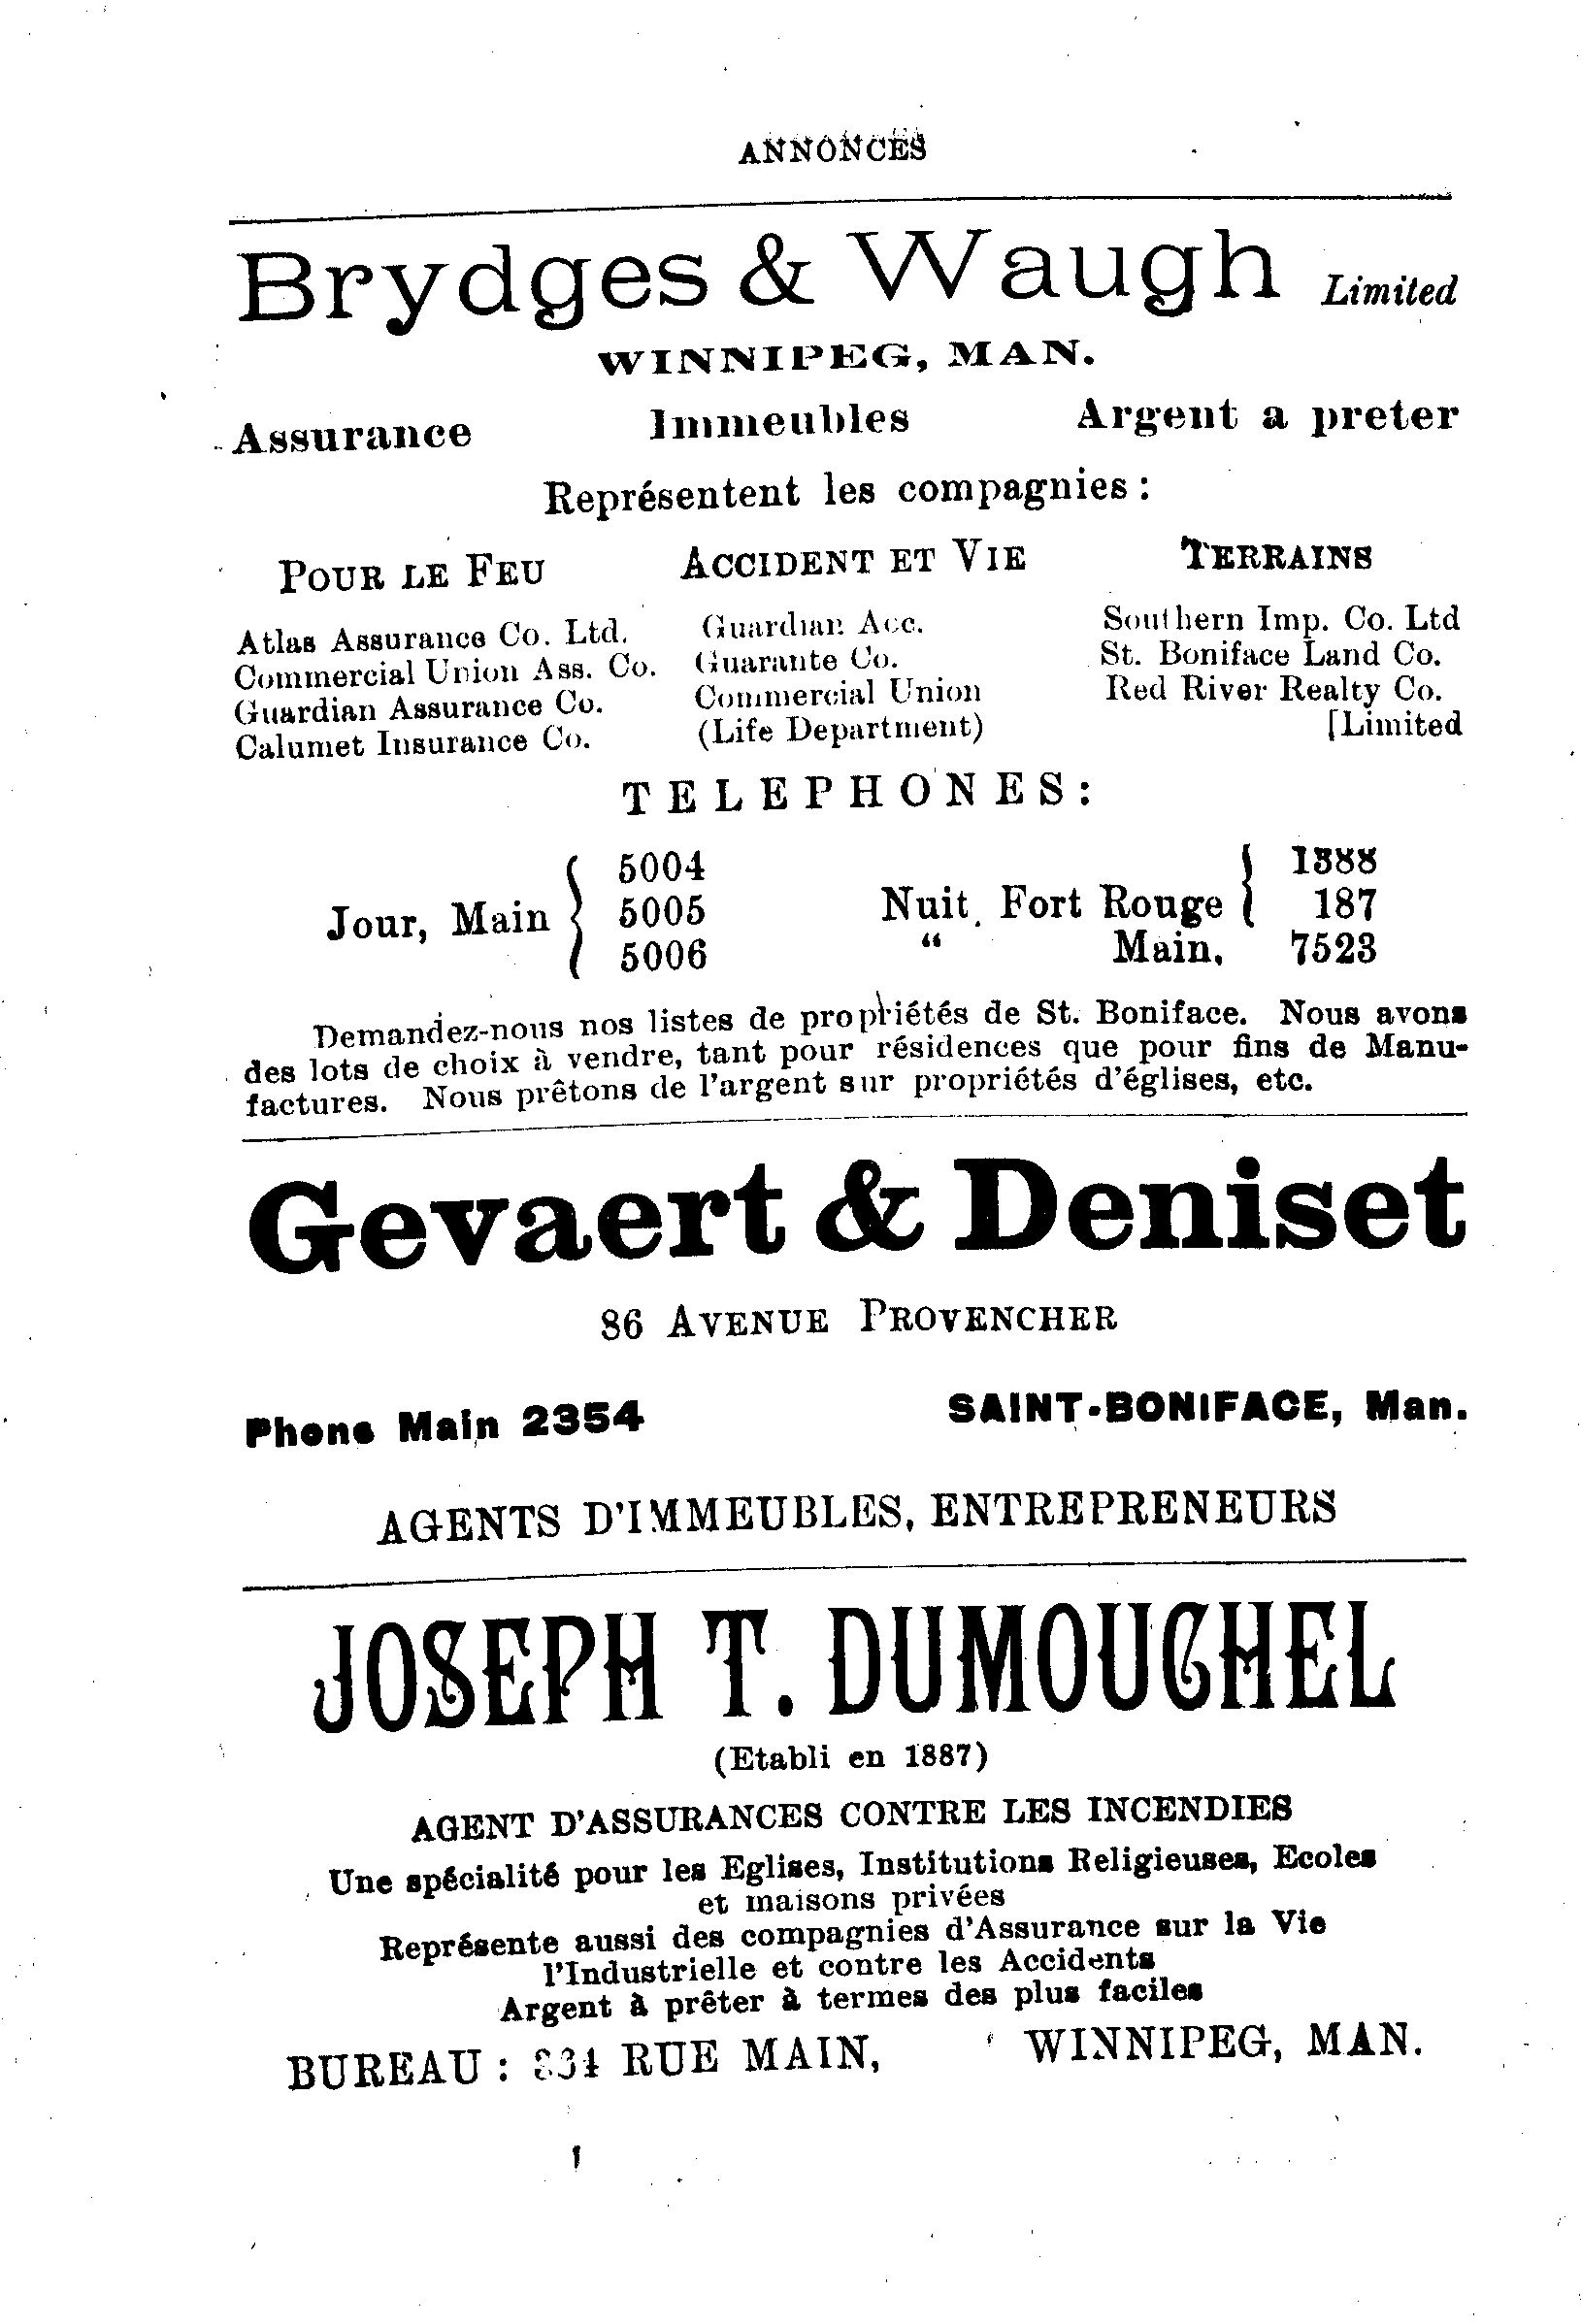 ANNONCES
Brydges & Waugh Limited
WINNIPEG, MAN.
Assurance Immeubles Argent a preter
Représentent les compagnies :
POUR LE FEU ACCIDENT ET VIE TERRAINS
Atlas Assurance Co. Ltd. Guardian Acc. Southern Imp. Co. Ltd
Commercial Union Ass. Co. Guarante Co. St. Boniface Land Co.
Guardian Assurance Co. Commercial Union Red River Realty Co.
Calumet Insurance Co. (Life Department) [Limited
TELEPHONES:
5004 1388
Jour, Main { 5005 Nuit, Fort Rouge { 187
5006 “ Main, 7523
Demandez-nous nos listes de propriétés de St. Boniface. Nous avons
des lots de choix à vendre, tant pour résidences que pour fins de Manu-
factures. Nous prêtons de l'argent sur propriétés d'églises, etc.
Gevaert & Deniset
86 AVENUE PROVENCHER
Phone Main 2354 SAINT-BONIFACE, Man.
AGENTS D'IMMEUBLES, ENTREPRENEURS
JOSEPH T. DUMOUCHEL
(Etabli en 1887)
AGENT D'ASSURANCES CONTRE LES INCENDIES
Une spécialité pour les Eglises, Institutions Religieuses, Ecoles
et maisons privées
Représente aussi des compagnies d'Assurance sur la Vie
l'Industrielle et contre les Accidents
Argent à prêter à termes des plus faciles
BUREAU : RUE MAIN, WINNIPEG, MAN.